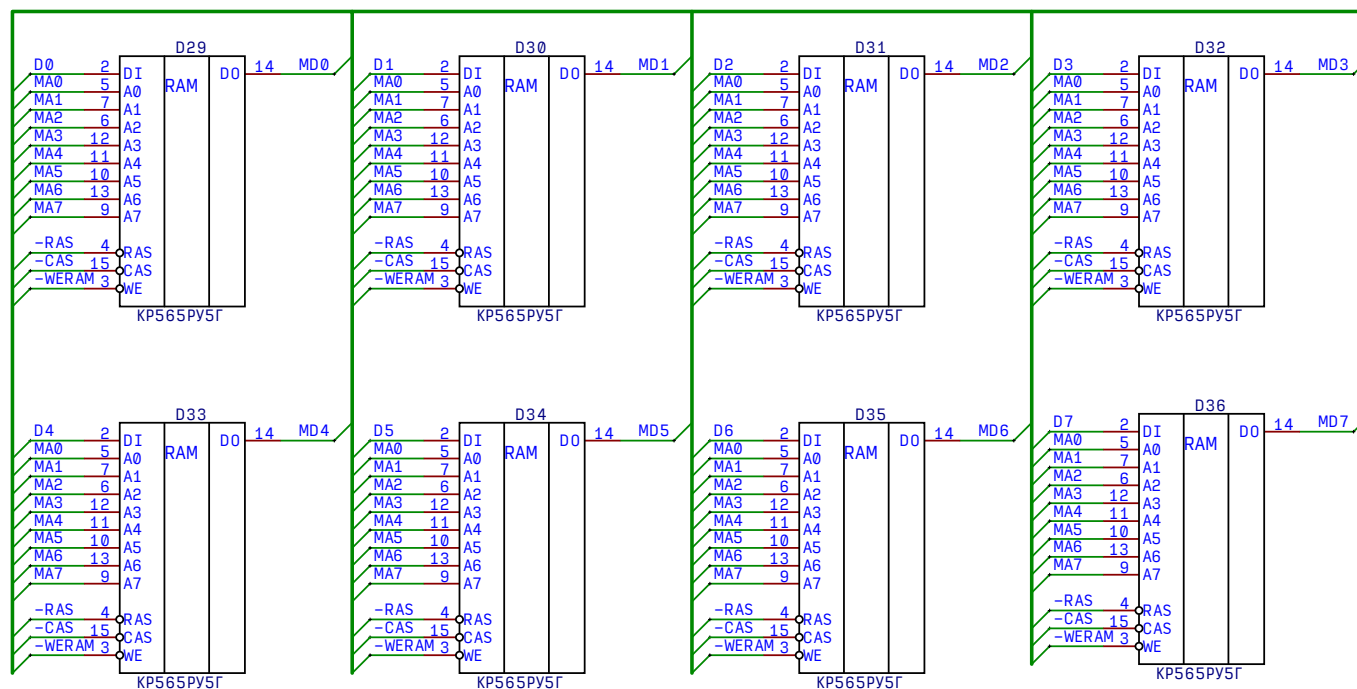 D29 D30 D31 D32
D0 2 DI RAM DO 14 MD0 D1 2 DI RAM DO 14 MD1 D2 2 DI RAM DO 14 MD2 D3 2 DI RAM DO 14 MD3
MA0 5 A0 MA0 5 A0 MA0 5 A0 MA0 5 A0
MA1 7 A1 MA1 7 A1 MA1 7 A1 MA1 7 A1
MA2 6 A2 MA2 6 A2 MA2 6 A2 MA2 6 A2
MA3 12 A3 MA3 12 A3 MA3 12 A3 MA3 12 A3
MA4 11 A4 MA4 11 A4 MA4 11 A4 MA4 11 A4
MA5 10 A5 MA5 10 A5 MA5 10 A5 MA5 10 A5
MA6 13 A6 MA6 13 A6 MA6 13 A6 MA6 13 A6
MA7 9 A7 MA7 9 A7 MA7 9 A7 MA7 9 A7
-RAS 4 RAS -RAS 4 RAS -RAS 4 RAS -RAS 4 RAS
-CAS 15 CAS -CAS 15 CAS -CAS 15 CAS -CAS 15 CAS
-WERAM 3 WE -WERAM 3 WE -WERAM 3 WE -WERAM 3 WE
КР565РУ5Г КР565РУ5Г КР565РУ5Г КР565РУ5Г
D33 D34 D35 D36
D4 2 DI RAM DO 14 MD4 D5 2 DI RAM DO 14 MD5 D6 2 DI RAM DO 14 MD6 D7 2 DI RAM DO 14 MD7
MA0 5 A0 MA0 5 A0 MA0 5 A0 MA0 5 A0
MA1 7 A1 MA1 7 A1 MA1 7 A1 MA1 7 A1
MA2 6 A2 MA2 6 A2 MA2 6 A2 MA2 6 A2
MA3 12 A3 MA3 12 A3 MA3 12 A3 MA3 12 A3
MA4 11 A4 MA4 11 A4 MA4 11 A4 MA4 11 A4
MA5 10 A5 MA5 10 A5 MA5 10 A5 MA5 10 A5
MA6 13 A6 MA6 13 A6 MA6 13 A6 MA6 13 A6
MA7 9 A7 MA7 9 A7 MA7 9 A7 MA7 9 A7
-RAS 4 RAS -RAS 4 RAS -RAS 4 RAS -RAS 4 RAS
-CAS 15 CAS -CAS 15 CAS -CAS 15 CAS -CAS 15 CAS
-WERAM 3 WE -WERAM 3 WE -WERAM 3 WE -WERAM 3 WE
КР565РУ5Г КР565РУ5Г КР565РУ5Г КР565РУ5Г